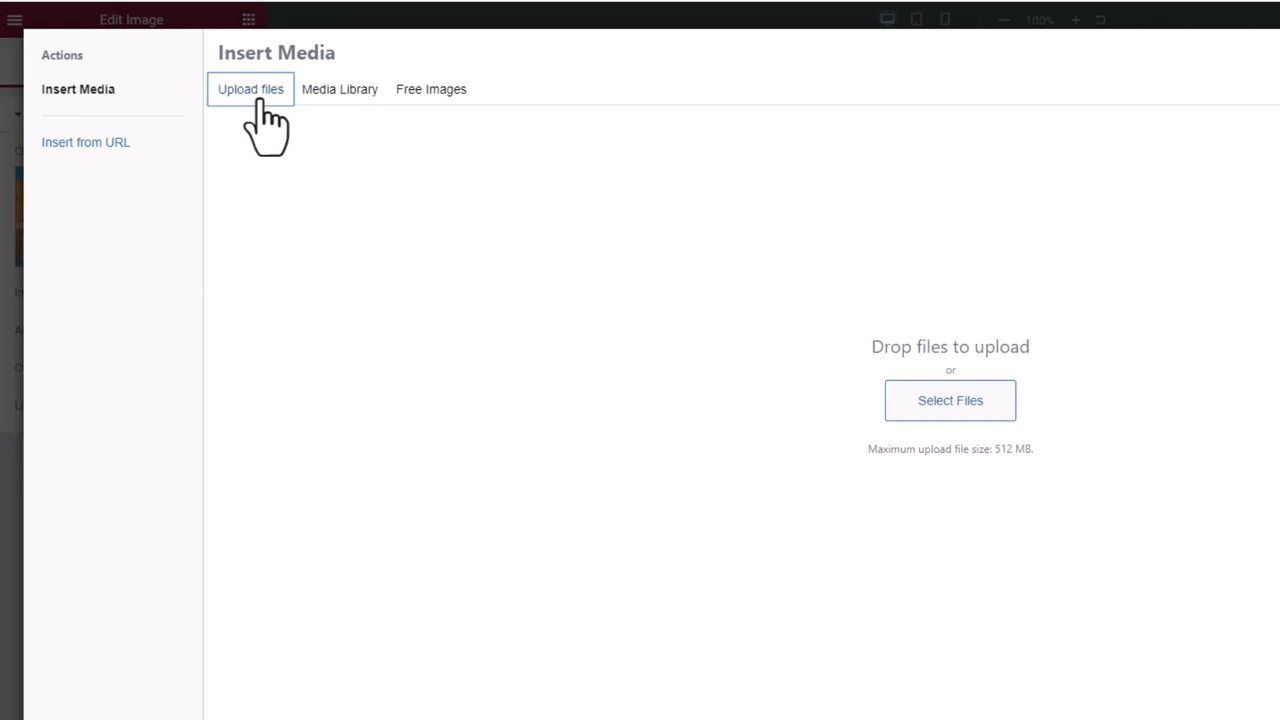 Edit Image
100%
Actions
Insert Media
Insert from URL
Insert Media
Upload files Media Library Free Images
Drop files to upload
or
Select Files
Maximum upload file size: 512 MB.